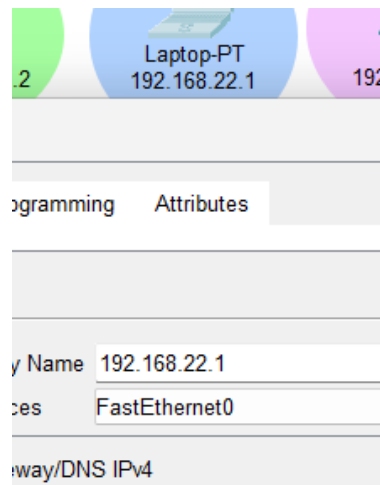 Laptop-PT
.2 192.168.22.1 192
ogramming Attributes
y Name 192.168.22.1
ces FastEthernet0
eway/DNS IPv4